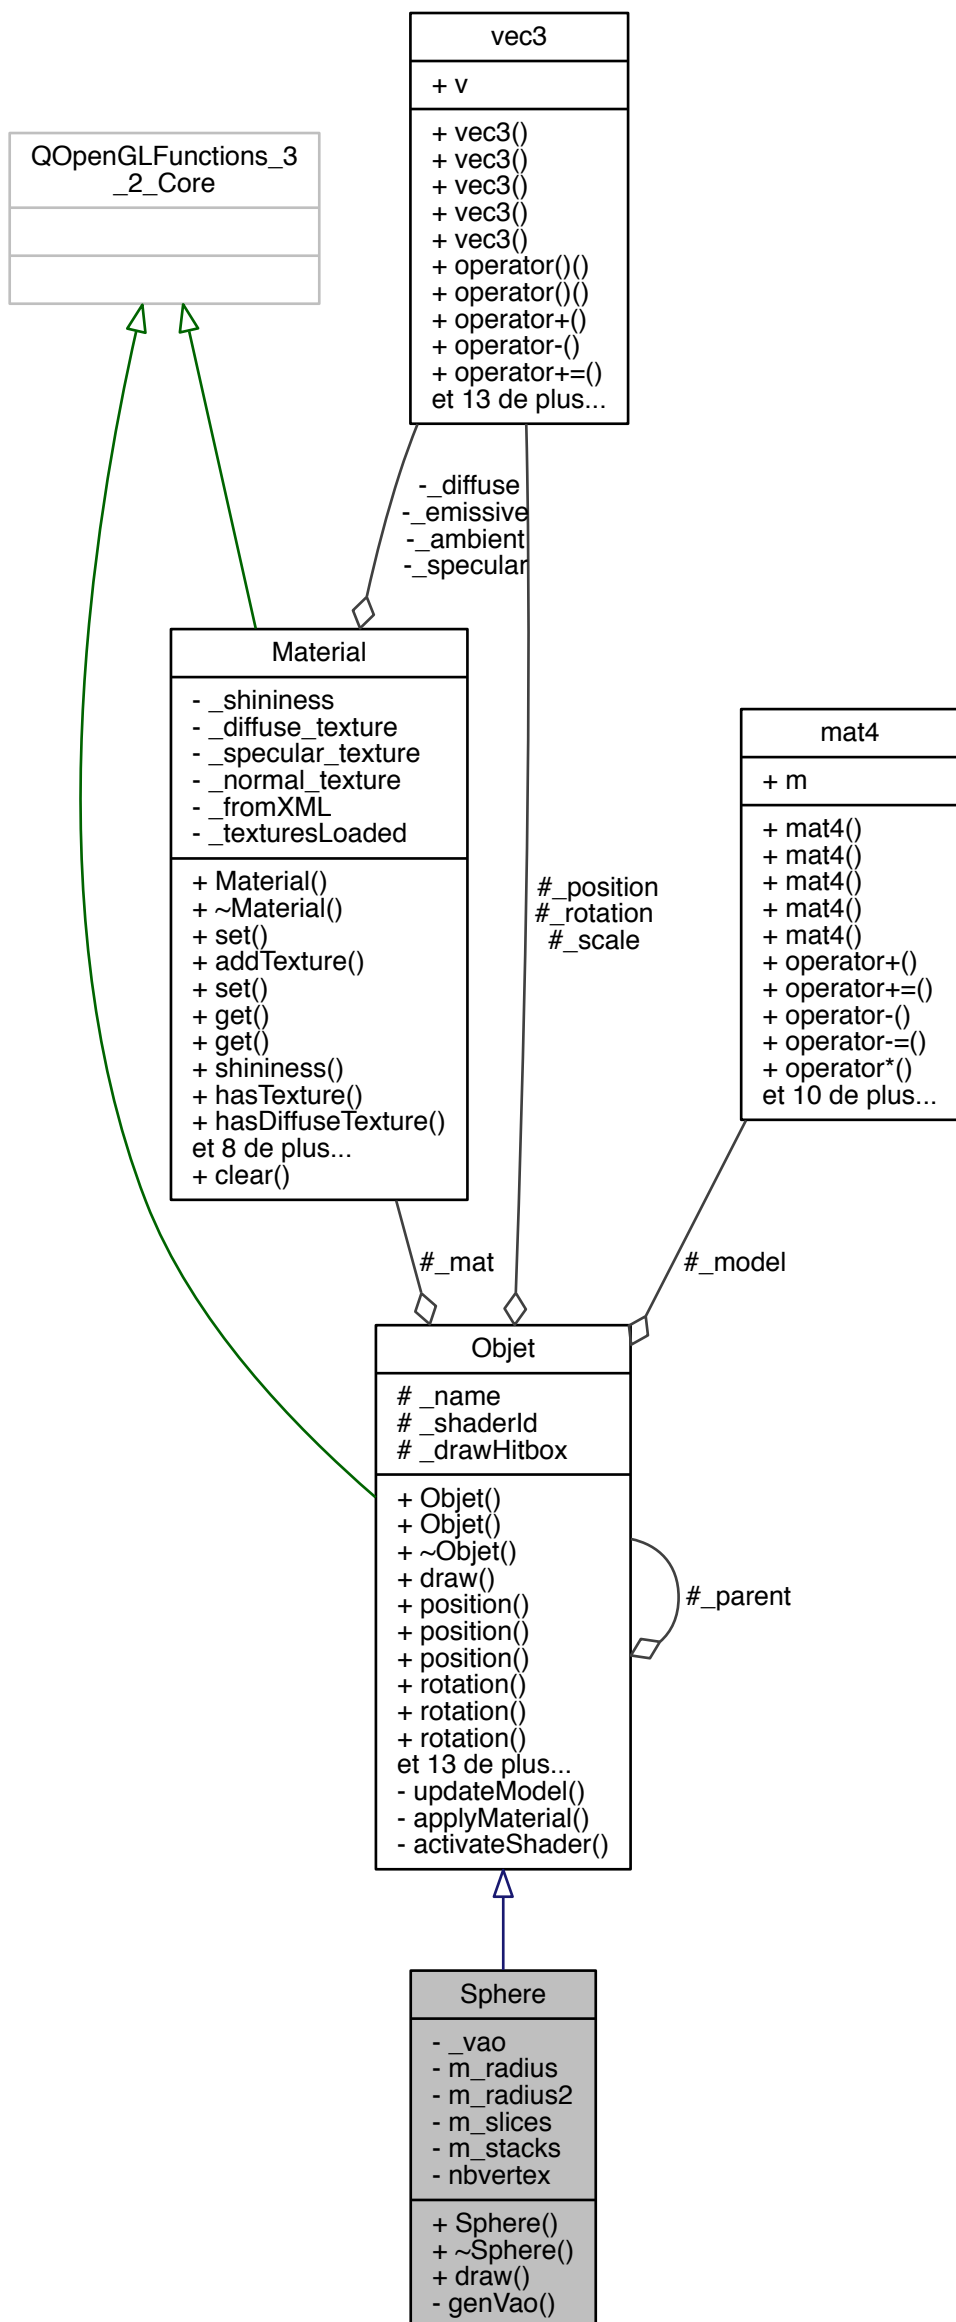 vec3
+ v
+ vec3()
+ vec3()
+ vec3()
+ vec3()
+ vec3()
+ operator()()
+ operator()()
+ operator+()
+ operator-()
+ operator+=()
et 13 de plus...
QOpenGLFunctions_3
_2_Core
-_diffuse
-_emissive
-_ambient
-_specular
Material
- _shininess
- _diffuse_texture
- _specular_texture
- _normal_texture
- _fromXML
- _texturesLoaded
+ Material()
+ ~Material()
+ set()
+ addTexture()
+ set()
+ get()
+ get()
+ shininess()
+ hasTexture()
+ hasDiffuseTexture()
et 8 de plus...
+ clear()
#_position
#_rotation
#_scale
mat4
+ m
+ mat4()
+ mat4()
+ mat4()
+ mat4()
+ mat4()
+ operator+()
+ operator+=()
+ operator-()
+ operator-=()
+ operator*()
et 10 de plus...
#_mat
#_model
Objet
# _name
# _shaderId
# _drawHitbox
+ Objet()
+ Objet()
+ ~Objet()
+ draw()
+ position()
+ position()
+ position()
+ rotation()
+ rotation()
+ rotation()
et 13 de plus...
- updateModel()
- applyMaterial()
- activateShader()
#_parent
Sphere
- _vao
- m_radius
- m_radius2
- m_slices
- m_stacks
- nbvertex
+ Sphere()
+ ~Sphere()
+ draw()
- genVao()